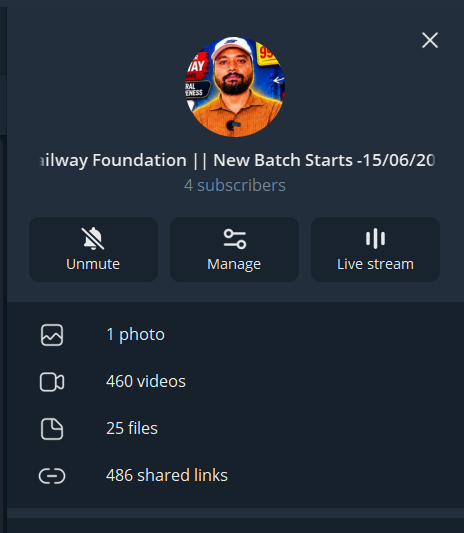 ailway Foundation || New Batch Starts -15/06/20
4 subscribers
Unmute
Manage
Live stream
1 photo
460 videos
25 files
486 shared links